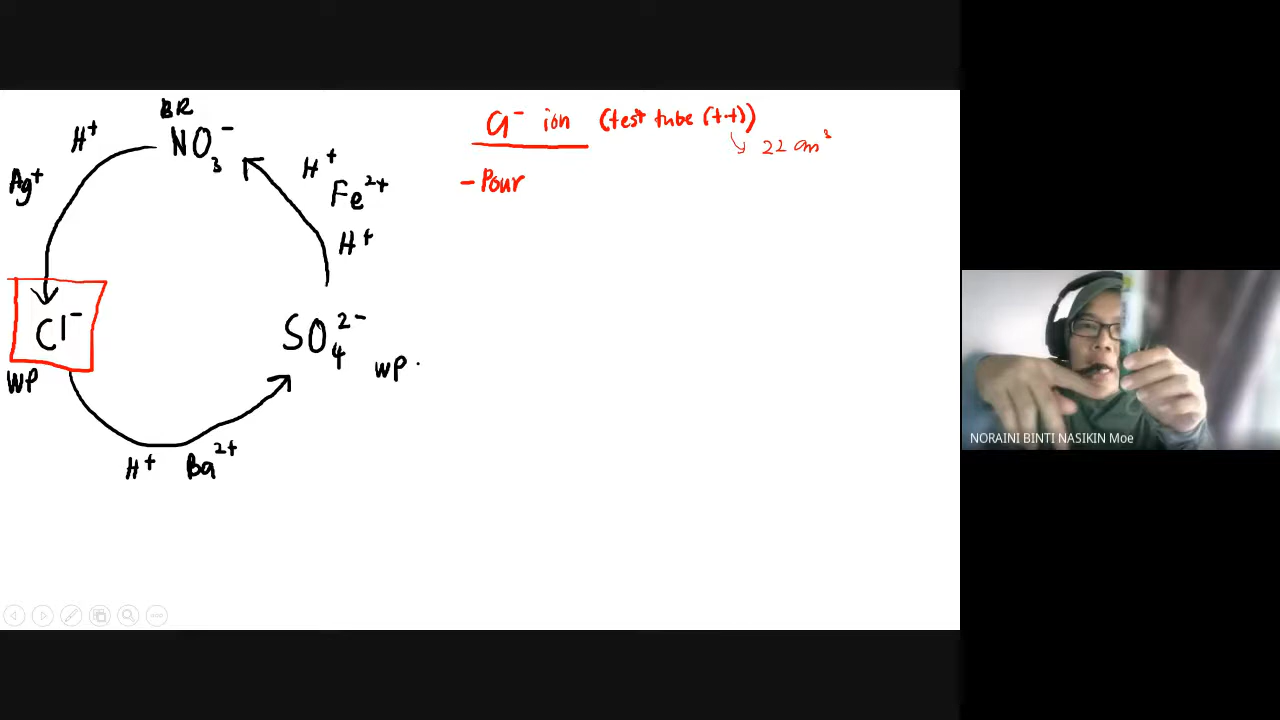 BR
NO3⁻
H⁺
Ag⁺
H⁺
Fe²⁺
H⁺
Cl⁻
WP
SO4²⁻
WP.
H⁺ Ba²⁺
Cl⁻ ion (test tube (t-t))
22 cm³
- Pour
NORAINI BINTI NASIKIN Moe